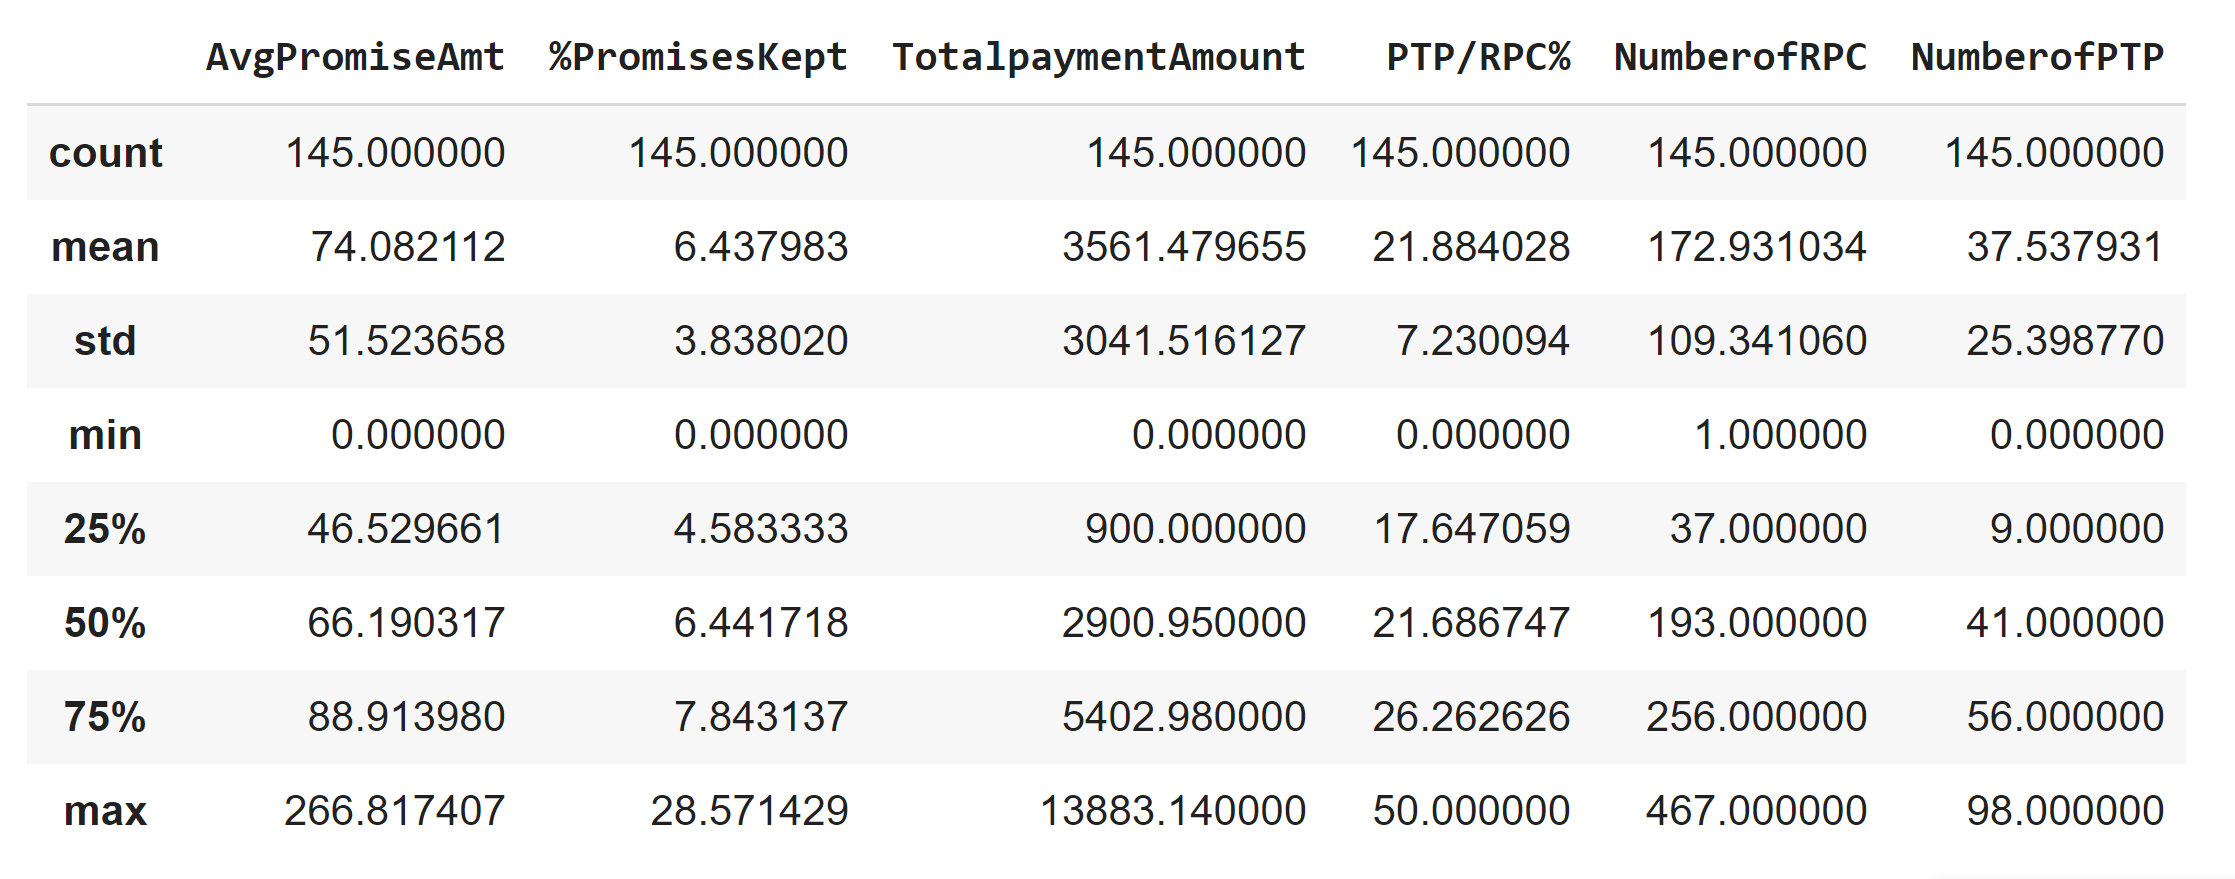 AvgPromiseAmt %PromisesKept TotalpaymentAmount PTP/RPC% NumberofRPC NumberofPTP
count 145.000000 145.000000 145.000000 145.000000 145.000000 145.000000
mean 74.082112 6.437983 3561.479655 21.884028 172.931034 37.537931
std 51.523658 3.838020 3041.516127 7.230094 109.341060 25.398770
min 0.000000 0.000000 0.000000 0.000000 1.000000 0.000000
25% 46.529661 4.583333 900.000000 17.647059 37.000000 9.000000
50% 66.190317 6.441718 2900.950000 21.686747 193.000000 41.000000
75% 88.913980 7.843137 5402.980000 26.262626 256.000000 56.000000
max 266.817407 28.571429 13883.140000 50.000000 467.000000 98.000000